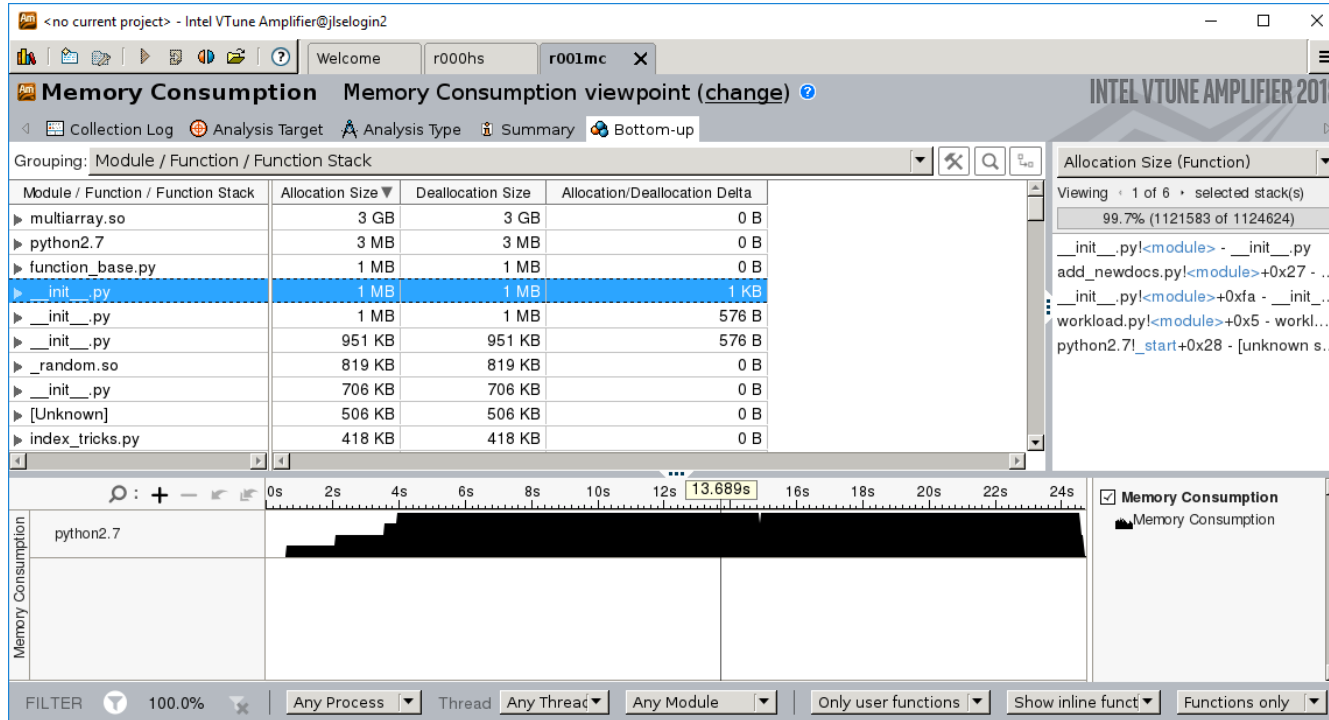 <no current project> - Intel VTune Amplifier@jlselogin2
Welcome r000hs r001mc
Memory Consumption Memory Consumption viewpoint (change)
INTEL VTUNE AMPLIFIER 201
Collection Log Analysis Target Analysis Type Summary Bottom-up
Grouping: Module / Function / Function Stack
Allocation Size (Function)
Module / Function / Function Stack Allocation Size Deallocation Size Allocation/Deallocation Delta
Viewing 1 of 6 selected stack(s)
multiarray.so 3 GB 3 GB 0 B
99.7% (1121583 of 1124624)
python2.7 3 MB 3 MB 0 B
__init__.py!<module> - __init__.py
function_base.py 1 MB 1 MB 0 B
add_newdocs.py!<module>+0x27 - ...
__init__.py 1 MB 1 MB 1 KB
__init__.py!<module>+0xfa - __init_...
__init__.py 1 MB 1 MB 576 B
workload.py!<module>+0x5 - workl...
__init__.py 951 KB 951 KB 576 B
python2.7!_start+0x28 - [unknown s...
_random.so 819 KB 819 KB 0 B
__init__.py 706 KB 706 KB 0 B
[Unknown] 506 KB 506 KB 0 B
index_tricks.py 418 KB 418 KB 0 B
0s 2s 4s 6s 8s 10s 12s 13.689s 16s 18s 20s 22s 24s
Memory Consumption
Memory Consumption
python2.7
Memory Consumption
FILTER 100.0% Any Process Thread Any Thread Any Module Only user functions Show inline funct Functions only